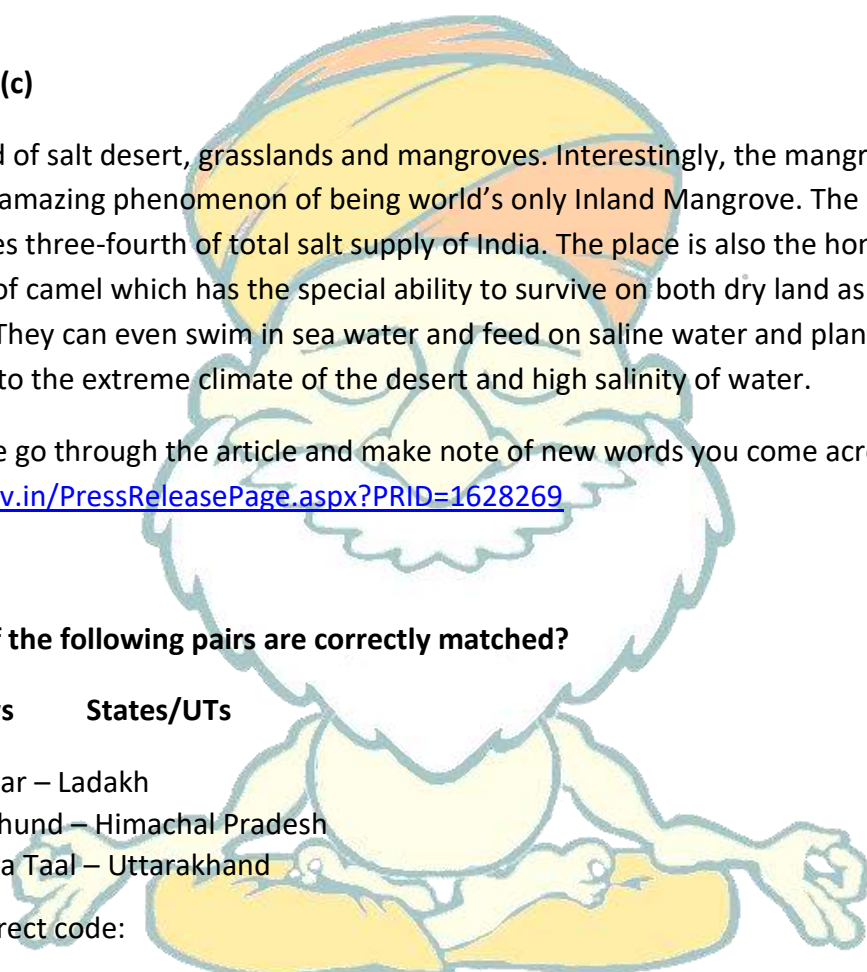 (c)
d of salt desert, grasslands and mangroves. Interestingly, the mangr
amazing phenomenon of being world's only Inland Mangrove. The
es three-fourth of total salt supply of India. The place is also the hor
of camel which has the special ability to survive on both dry land as
They can even swim in sea water and feed on saline water and plan
to the extreme climate of the desert and high salinity of water.
e go through the article and make note of new words you come acro
v.in/PressReleasePage.aspx?PRID=1628269
f the following pairs are correctly matched?
rs States/UTs
ar – Ladakh
hund – Himachal Pradesh
a Taal – Uttarakhand
rect code: